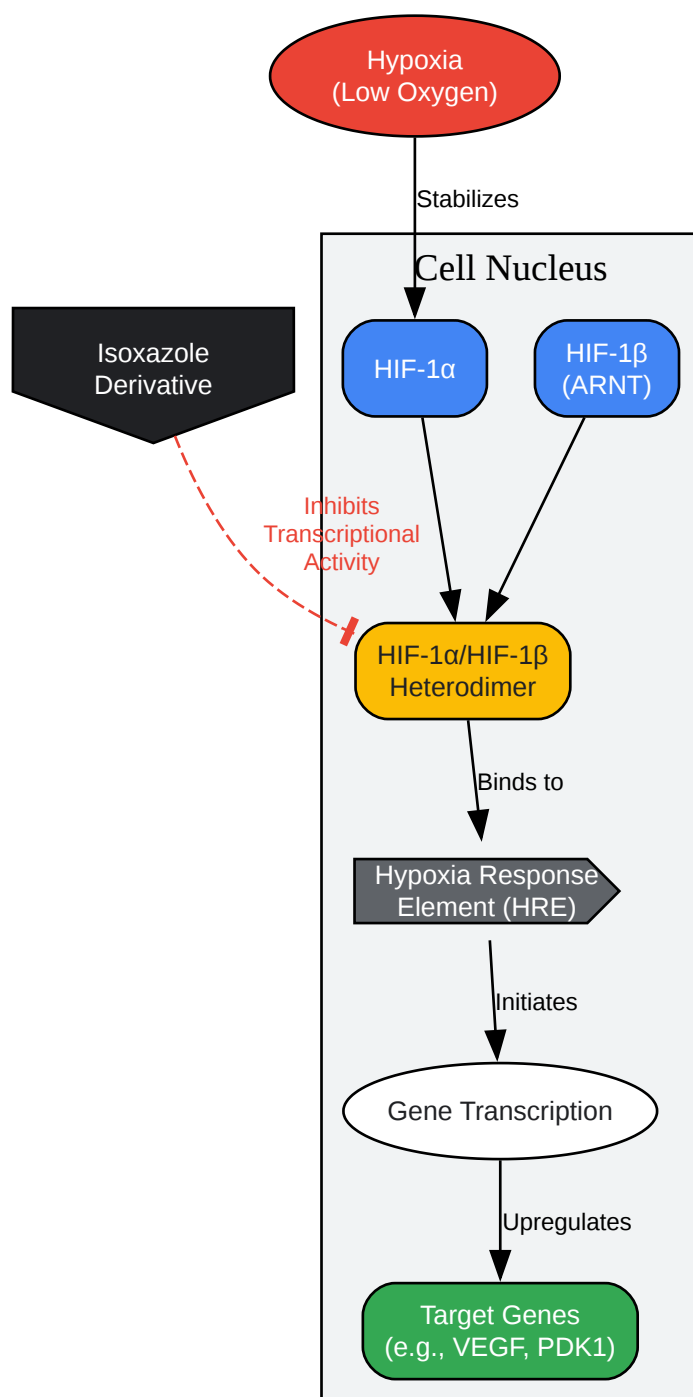 Hypoxia
(Low Oxygen)
Stabilizes
Cell Nucleus
Isoxazole
Derivative
HIF-1α
HIF-1β
(ARNT)
Inhibits
Transcriptional
Activity
HIF-1α/HIF-1β
Heterodimer
Binds to
Hypoxia Response
Element (HRE)
Initiates
Gene Transcription
Upregulates
Target Genes
(e.g., VEGF, PDK1)